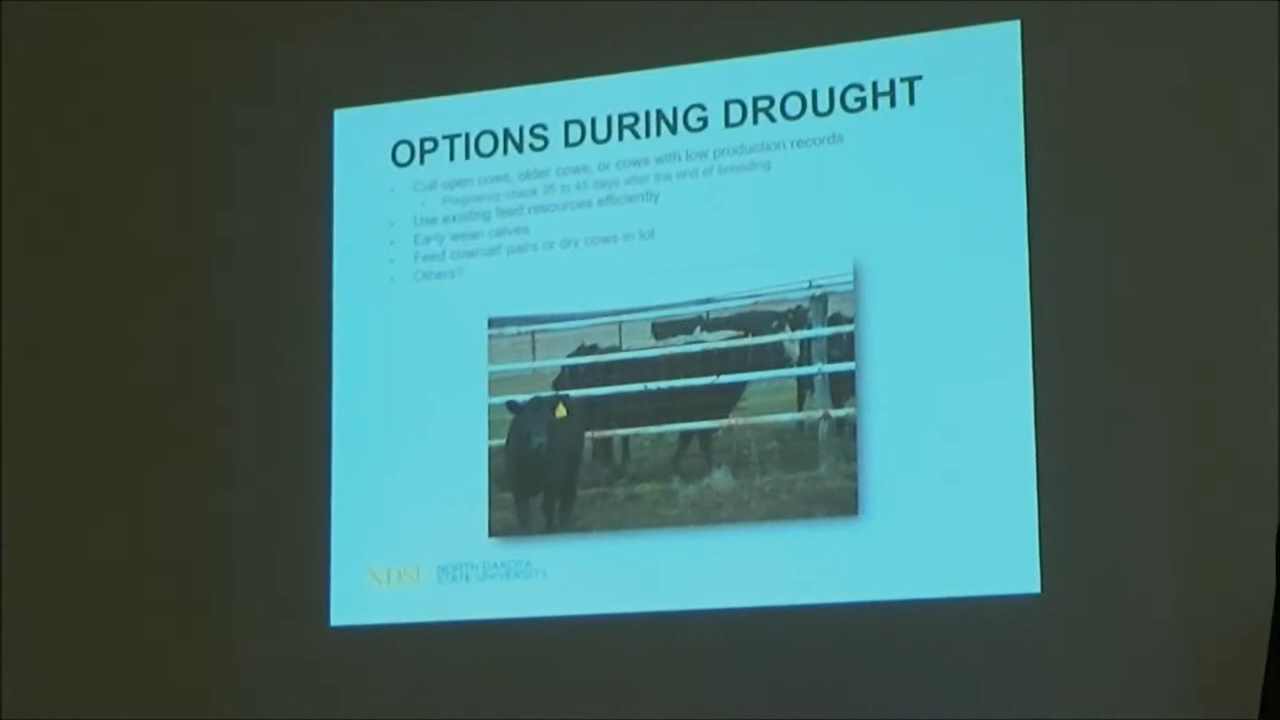 OPTIONS DURING DROUGHT
Cull open cows, older cows, or cows with low production records
Pregnancy check 35 to 45 days after the end of breeding
Use existing feed resources efficiently
Early wean calves
Feed cow/calf pairs or dry cows in lot
Others?
NDSU NORTH DAKOTA
STATE UNIVERSITY